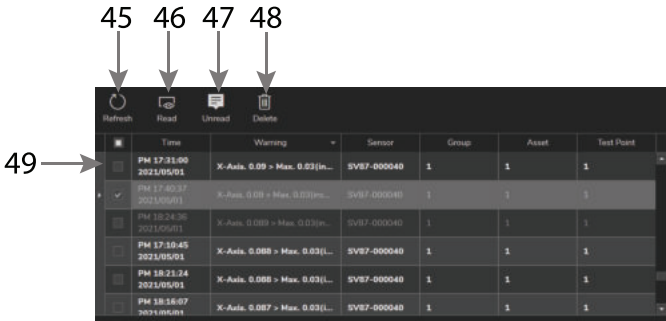 45 46 47 48
Refresh Read Unread Delete
Time Warning Sensor Group Asset Test Point
49
PM 17:31:00
2021/05/01 X-Axis. 0.09 > Max. 0.03(in... SV87-000040 1 1 1
PM 17:40:37
2021/05/01 X-Axis. 0.09 > Max. 0.03(in... SV87-000040 1 1 1
PM 18:24:36
2021/05/01 X-Axis. 0.089 > Max. 0.03(in... SV87-000040 1 1 1
PM 17:10:45
2021/05/01 X-Axis. 0.088 > Max. 0.03(i... SV87-000040 1 1 1
PM 18:21:24
2021/05/01 X-Axis. 0.088 > Max. 0.03(i... SV87-000040 1 1 1
PM 18:16:07
2021/05/01 X-Axis. 0.087 > Max. 0.03(i... SV87-000040 1 1 1